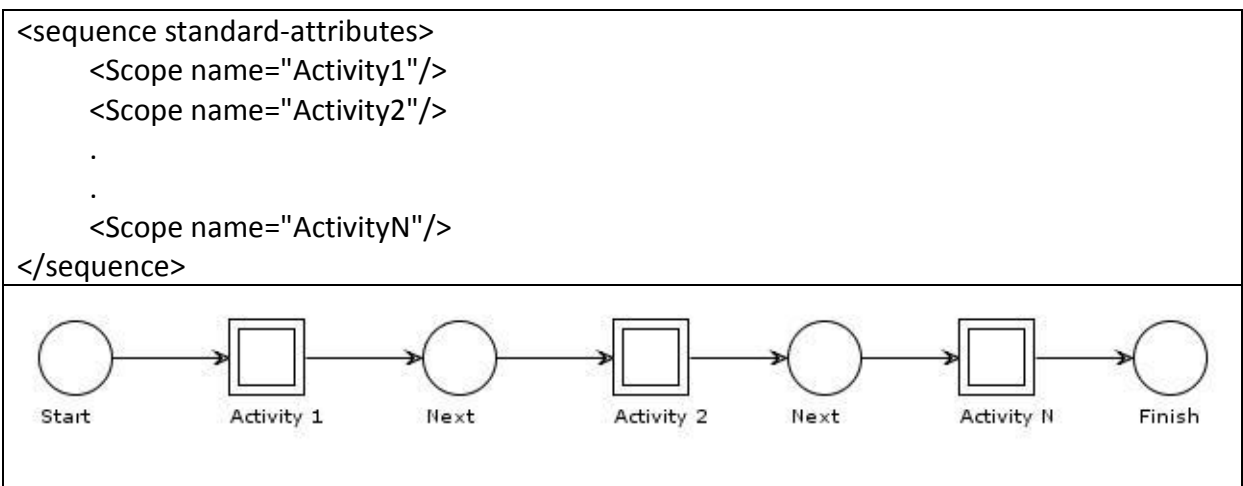 <sequence standard-attributes>
<Scope name="Activity1"/>
<Scope name="Activity2"/>
.
.
<Scope name="ActivityN"/>
</sequence>
Start Activity 1 Next Activity 2 Next Activity N Finish